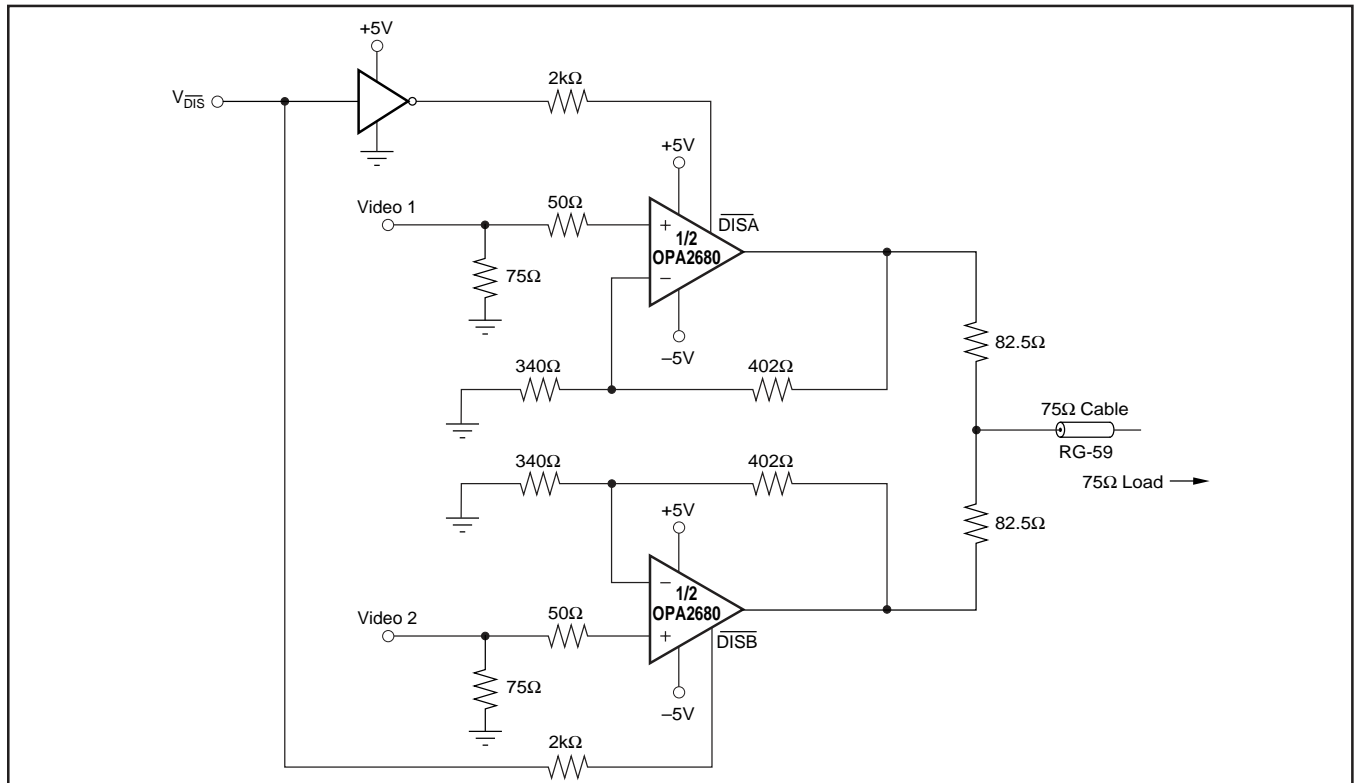 +5V
V DIS
2kΩ
+5V
Video 1
50Ω
DISA
+
1/2
OPA2680
–
75Ω
–5V
82.5Ω
340Ω
402Ω
75Ω Cable
RG-59
340Ω
402Ω
75Ω Load
+5V
82.5Ω
–
1/2
OPA2680
Video 2
50Ω
+
DISB
75Ω
–5V
2kΩ